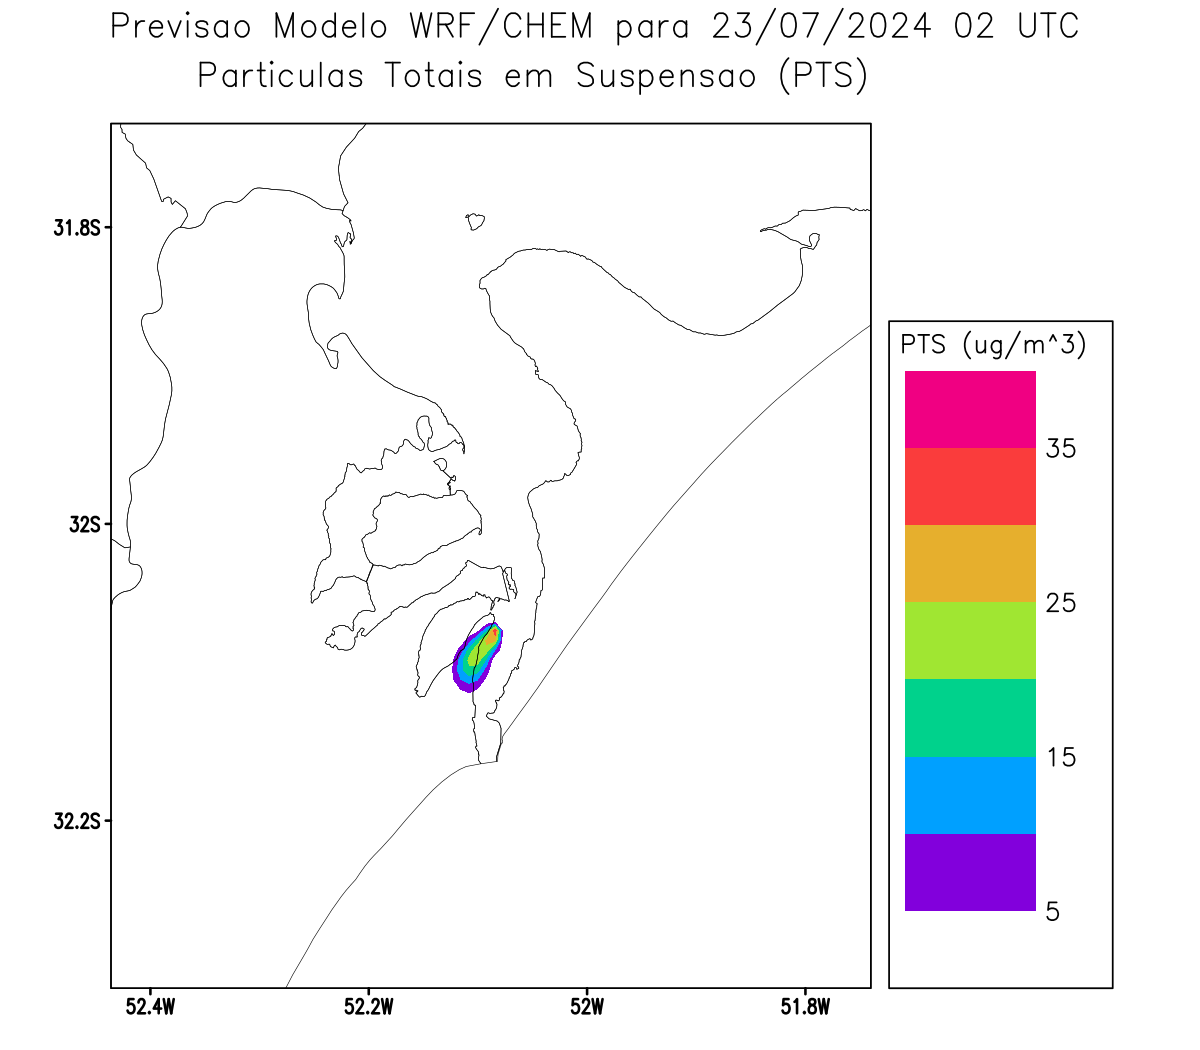 Previsao Modelo WRF/CHEM para 23/07/2024 02 UTC
Particulas Totais em Suspensao (PTS)
31.8S
32S
32.2S
52.4W
52.2W
52W
51.8W
PTS (ug/m^3)
35
25
15
5